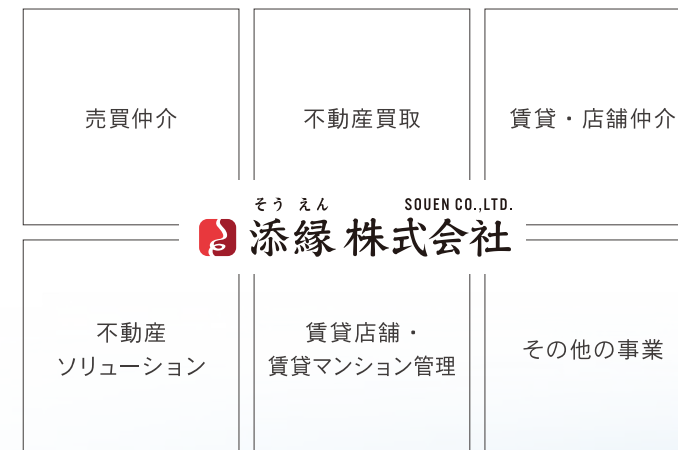 売買仲介
不動産買取
賃貸・店舗仲介
そう えん
SOUEN CO.,LTD.
添縁 株式会社
不動産
ソリューション
賃貸店舗・
賃貸マンション管理
その他の事業